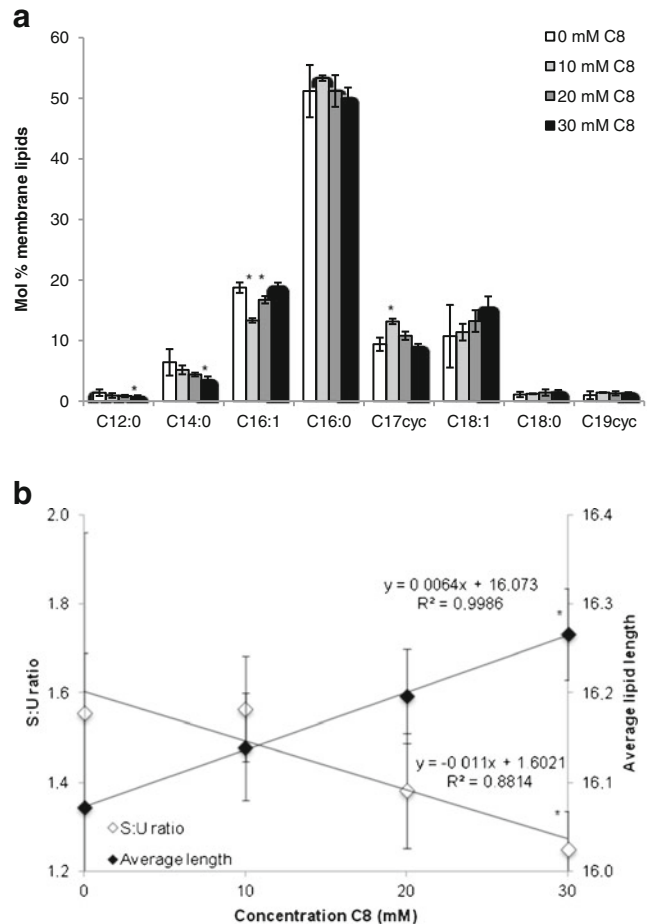 a
60
50
40
30
20
10
0
Mol % membrane lipids
0 mM C8
10 mM C8
20 mM C8
30 mM C8
*
*
* *
*
C12:0 C14:0 C16:1 C16:0 C17cyc C18:1 C18:0 C19cyc
b
2.0
1.8
1.6
1.4
1.2
S:U ratio
16.4
16.3
16.2
16.1
16.0
Average lipid length
y = 0 0064x + 16.073
R² = 0.9986
*
y = -0 011x + 1.6021
R² = 0.8814
*
S:U ratio
Average length
0 10 20 30
Concentration C8 (mM)